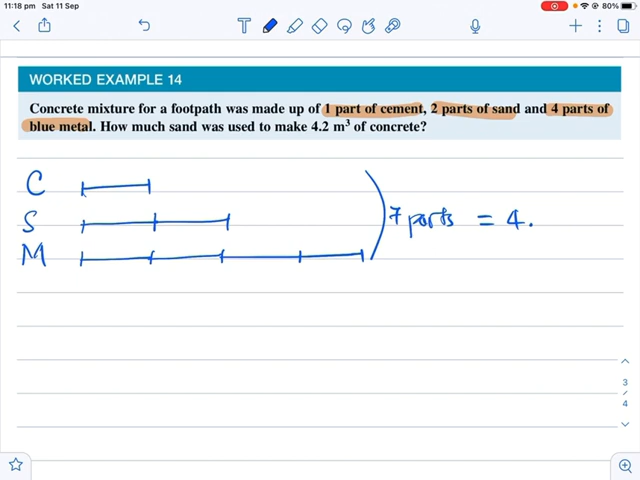 11:18 pm Sat 11 Sep 80%
T
WORKED EXAMPLE 14
Concrete mixture for a footpath was made up of 1 part of cement, 2 parts of sand and 4 parts of
blue metal. How much sand was used to make 4.2 m³ of concrete?
C
S
M
7 parts = 4.
3
/
4